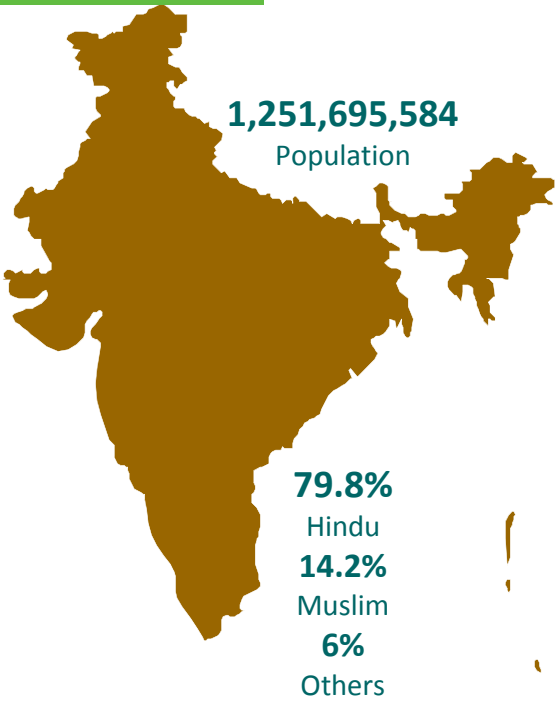 1,251,695,584
Population
79.8%
Hindu
14.2%
Muslim
6%
Others